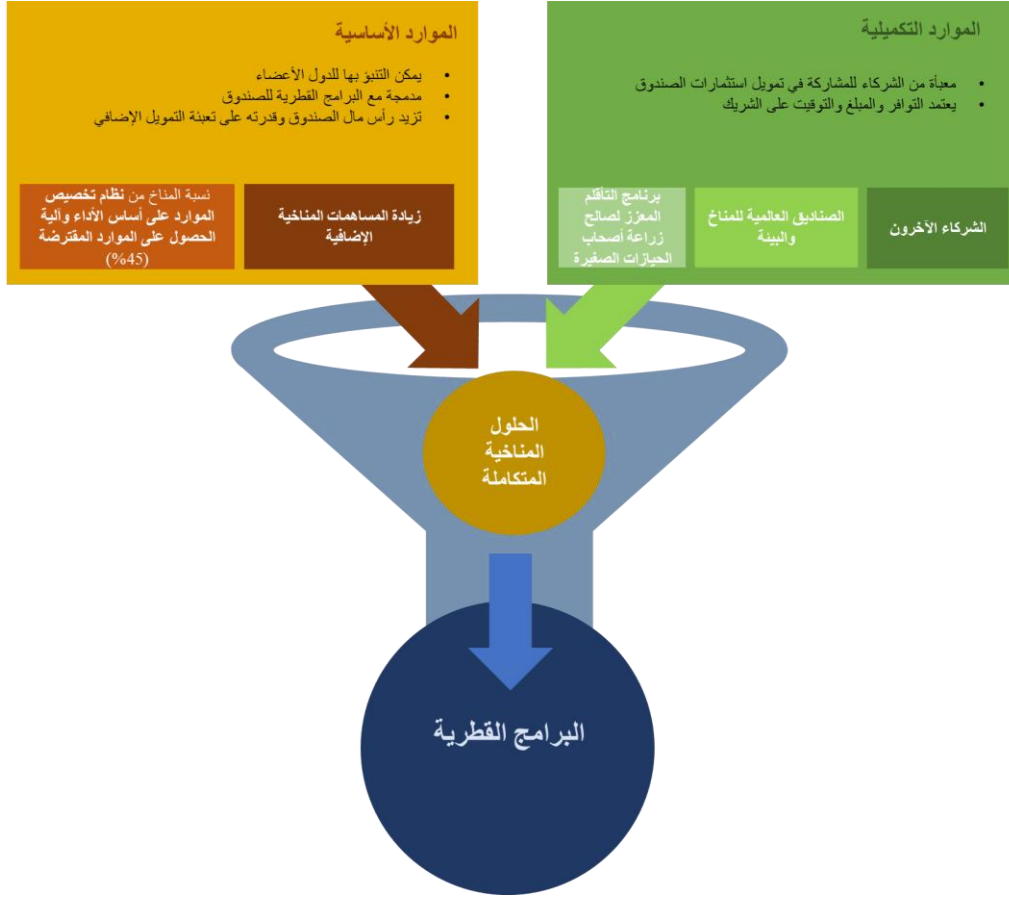 الموارد التكميلية
• معبأة من الشركاء للمشاركة في تمويل استثمارات الصندوق
• يعتمد التوافر والمبلغ والتوقيت على الشريك
الشركاء الآخرون
الصناديق العالمية للمناخ
والبيئة
برنامج التأقلم
المعزز لصالح
زراعة أصحاب
الحيازات الصغيرة
الموارد الأساسية
• يمكن التنبؤ بها للدول الأعضاء
• مدمجة مع البرامج القطرية للصندوق
• تزيد رأس مال الصندوق وقدرته على تعبئة التمويل الإضافي
زيادة المساهمات المناخية
الإضافية
نسبة المناخ من نظام تخصيص
الموارد على أساس الأداء وآلية
الحصول على الموارد المقترضة
(%45)
الحلول
المناخية
المتكاملة
البرامج القطرية